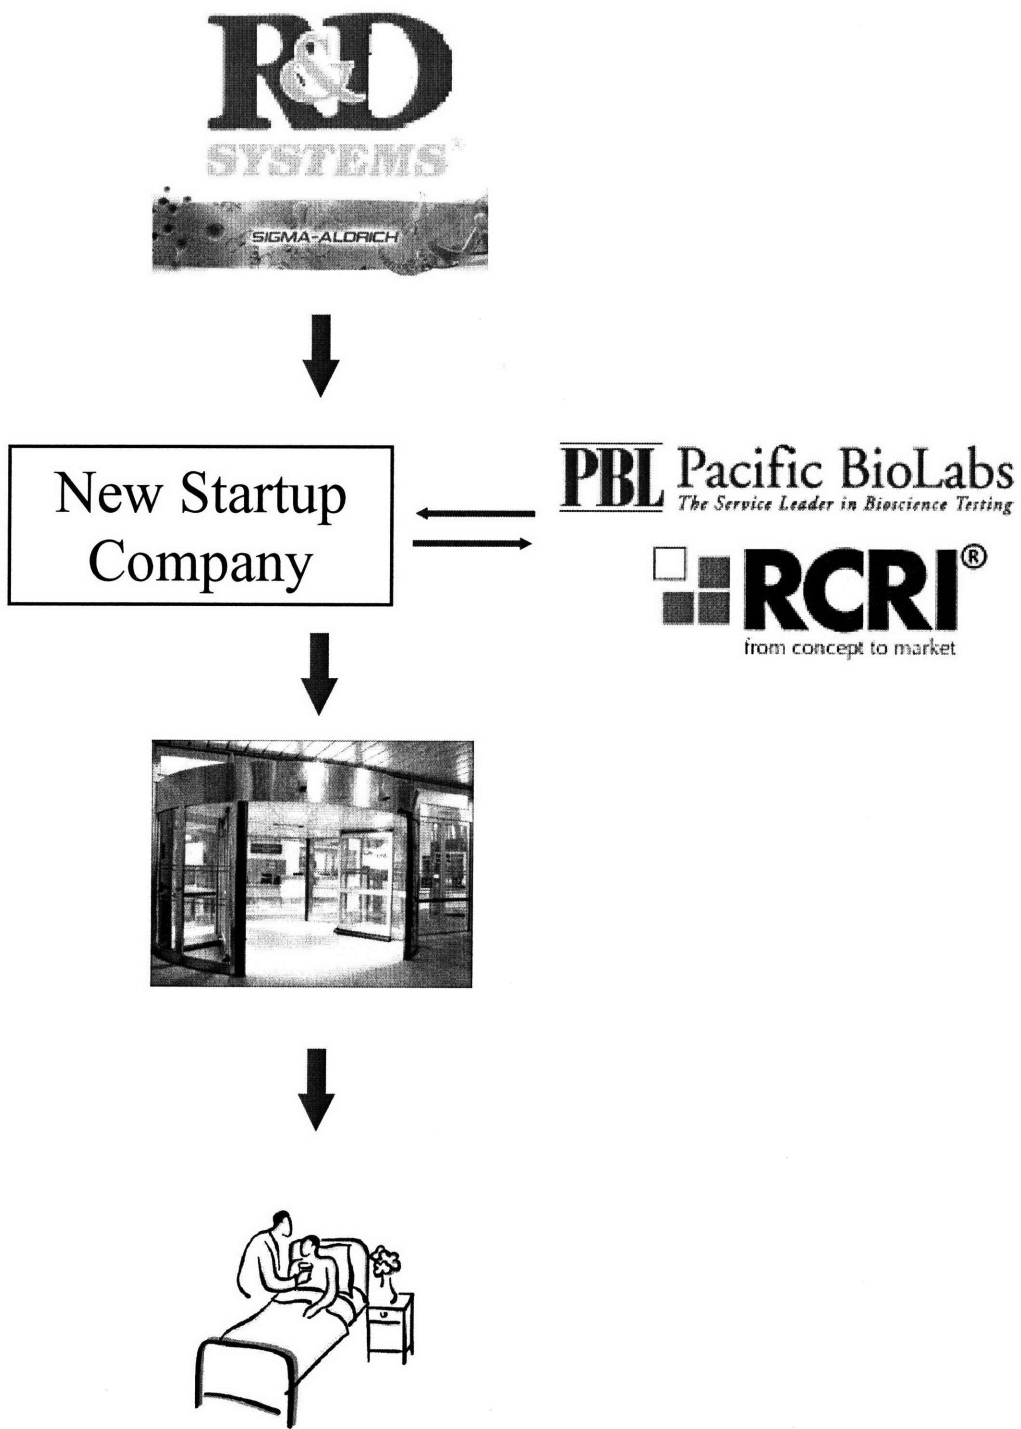 R&D
SYSTEMS®
SIGMA-ALDRICH
New Startup
Company
PBL Pacific BioLabs
The Service Leader in Bioscience Testing
RCRI®
from concept to market